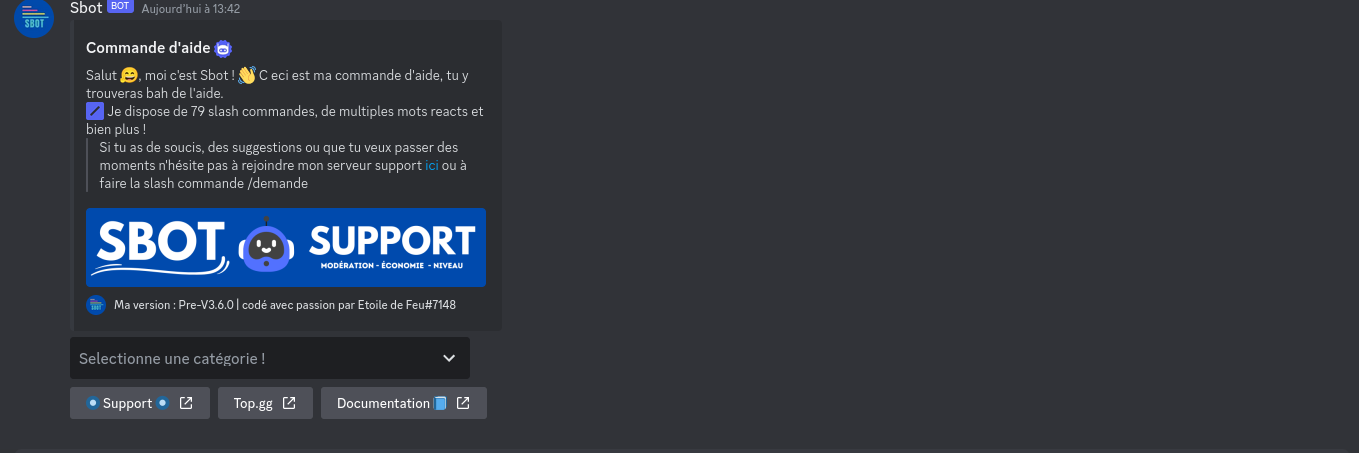 SBOT
Sbot BOT Aujourd'hui à 13:42
Commande d'aide
Salut 😄, moi c'est Sbot ! 👋 C eci est ma commande d'aide, tu y
trouveras bah de l'aide.
Je dispose de 79 slash commandes, de multiples mots reacts et
bien plus !
Si tu as de soucis, des suggestions ou que tu veux passer des
moments n'hésite pas à rejoindre mon serveur support ici ou à
faire la slash commande /demande
SBOT SUPPORT
MODÉRATION - ÉCONOMIE - NIVEAU
SBOT
Ma version : Pre-V3.6.0 | codé avec passion par Etoile de Feu#7148
Selectionne une catégorie !
Support
Top.gg
Documentation